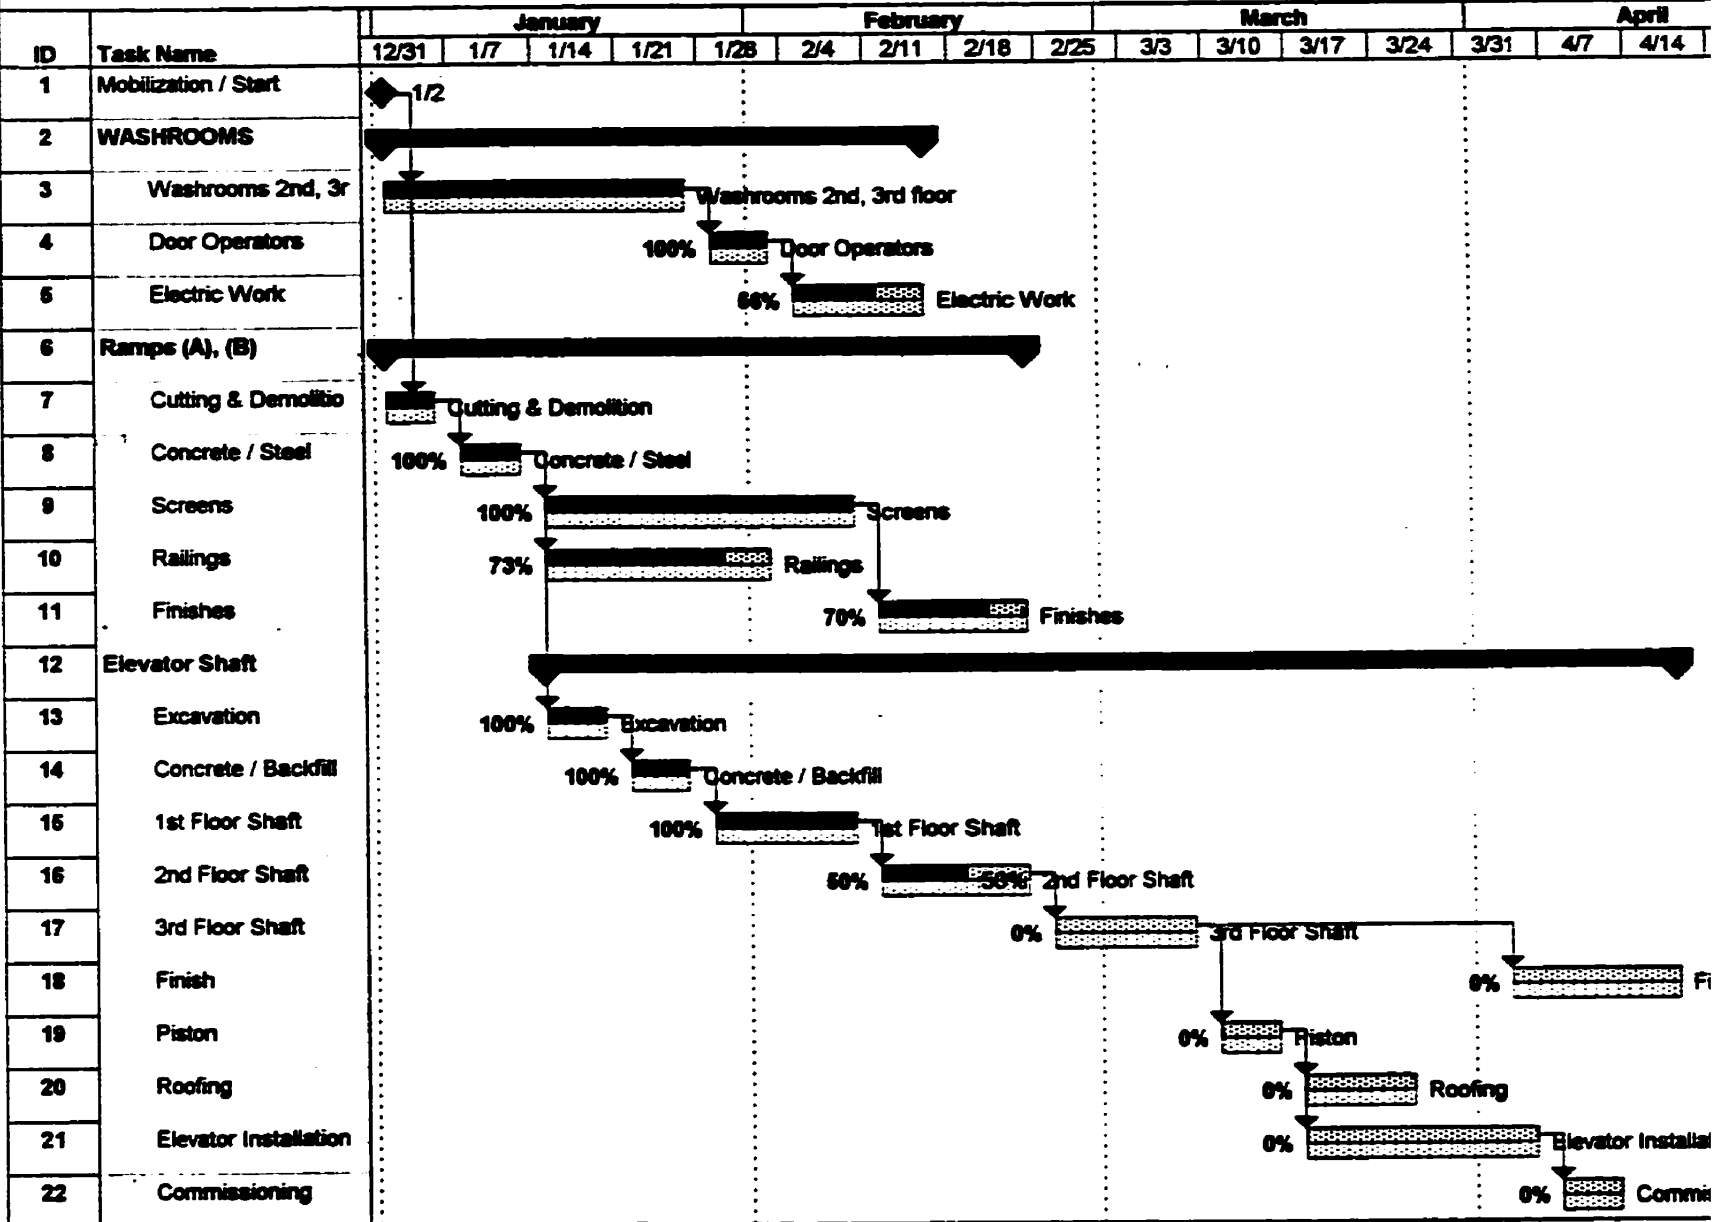 January February March April
ID Task Name 12/31 1/7 1/14 1/21 1/28 2/4 2/11 2/18 2/25 3/3 3/10 3/17 3/24 3/31 4/7 4/14
1 Mobilization / Start 1/2
2 WASHROOMS
3 Washrooms 2nd, 3r Washrooms 2nd, 3rd floor
4 Door Operators 100% Door Operators
5 Electric Work 66% Electric Work
6 Ramps (A), (B)
7 Cutting & Demolitio Cutting & Demolition
8 Concrete / Steel 100% Concrete / Steel
9 Screens 100% Screens
10 Railings 73% Railings
11 Finishes 70% Finishes
12 Elevator Shaft
13 Excavation 100% Excavation
14 Concrete / Backfill 100% Concrete / Backfill
15 1st Floor Shaft 100% 1st Floor Shaft
16 2nd Floor Shaft 50% 50% 2nd Floor Shaft
17 3rd Floor Shaft 0% 3rd Floor Shaft
18 Finish 0% Fi
19 Piston 0% Piston
20 Roofing 0% Roofing
21 Elevator Installation 0% Elevator Installat
22 Commissioning 0% Commis